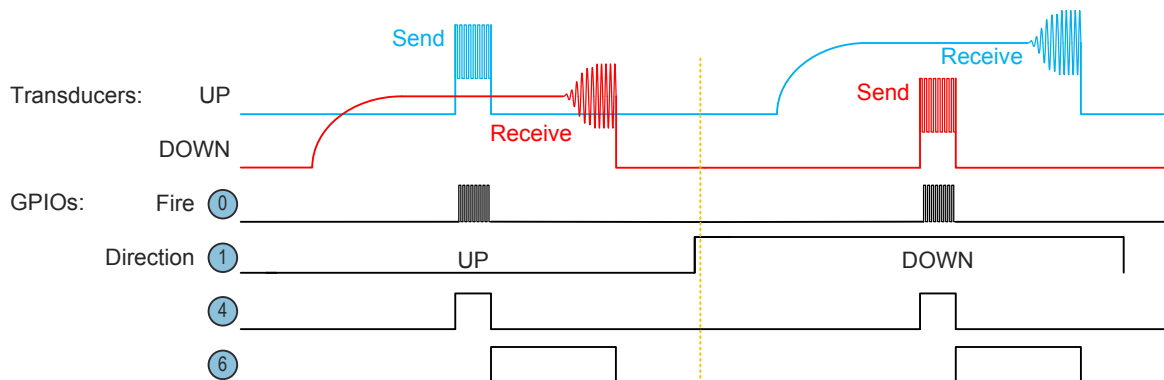 Send
Receive
Transducers: UP
Send
Receive
DOWN
GPIOs: Fire 0
Direction 1
UP
DOWN
4
6